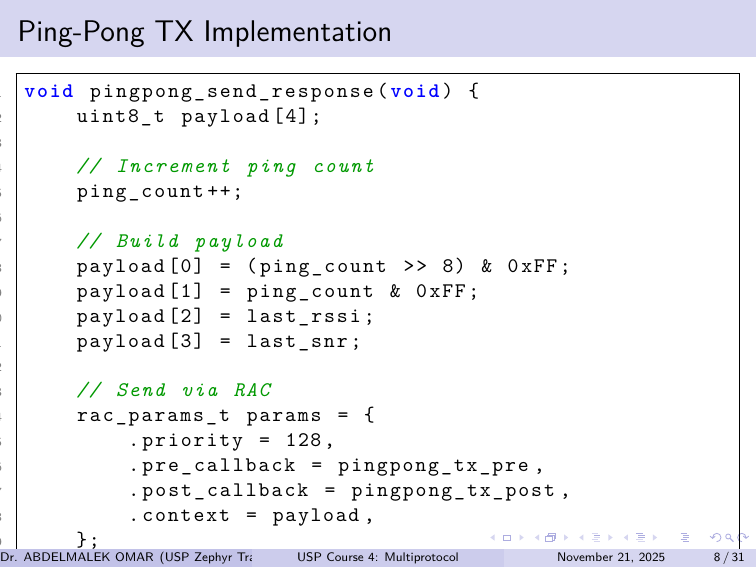 Ping-Pong TX Implementation
void pingpong_send_response(void) {
uint8_t payload[4];
// Increment ping count
ping_count++;
// Build payload
payload[0] = (ping_count >> 8) & 0xFF;
payload[1] = ping_count & 0xFF;
payload[2] = last_rssi;
payload[3] = last_snr;
// Send via RAC
rac_params_t params = {
.priority = 128,
.pre_callback = pingpong_tx_pre,
.post_callback = pingpong_tx_post,
.context = payload,
};
Dr. ABDELMALEK OMAR (USP Zephyr Tra
USP Course 4: Multiprotocol
November 21, 2025
8 / 31